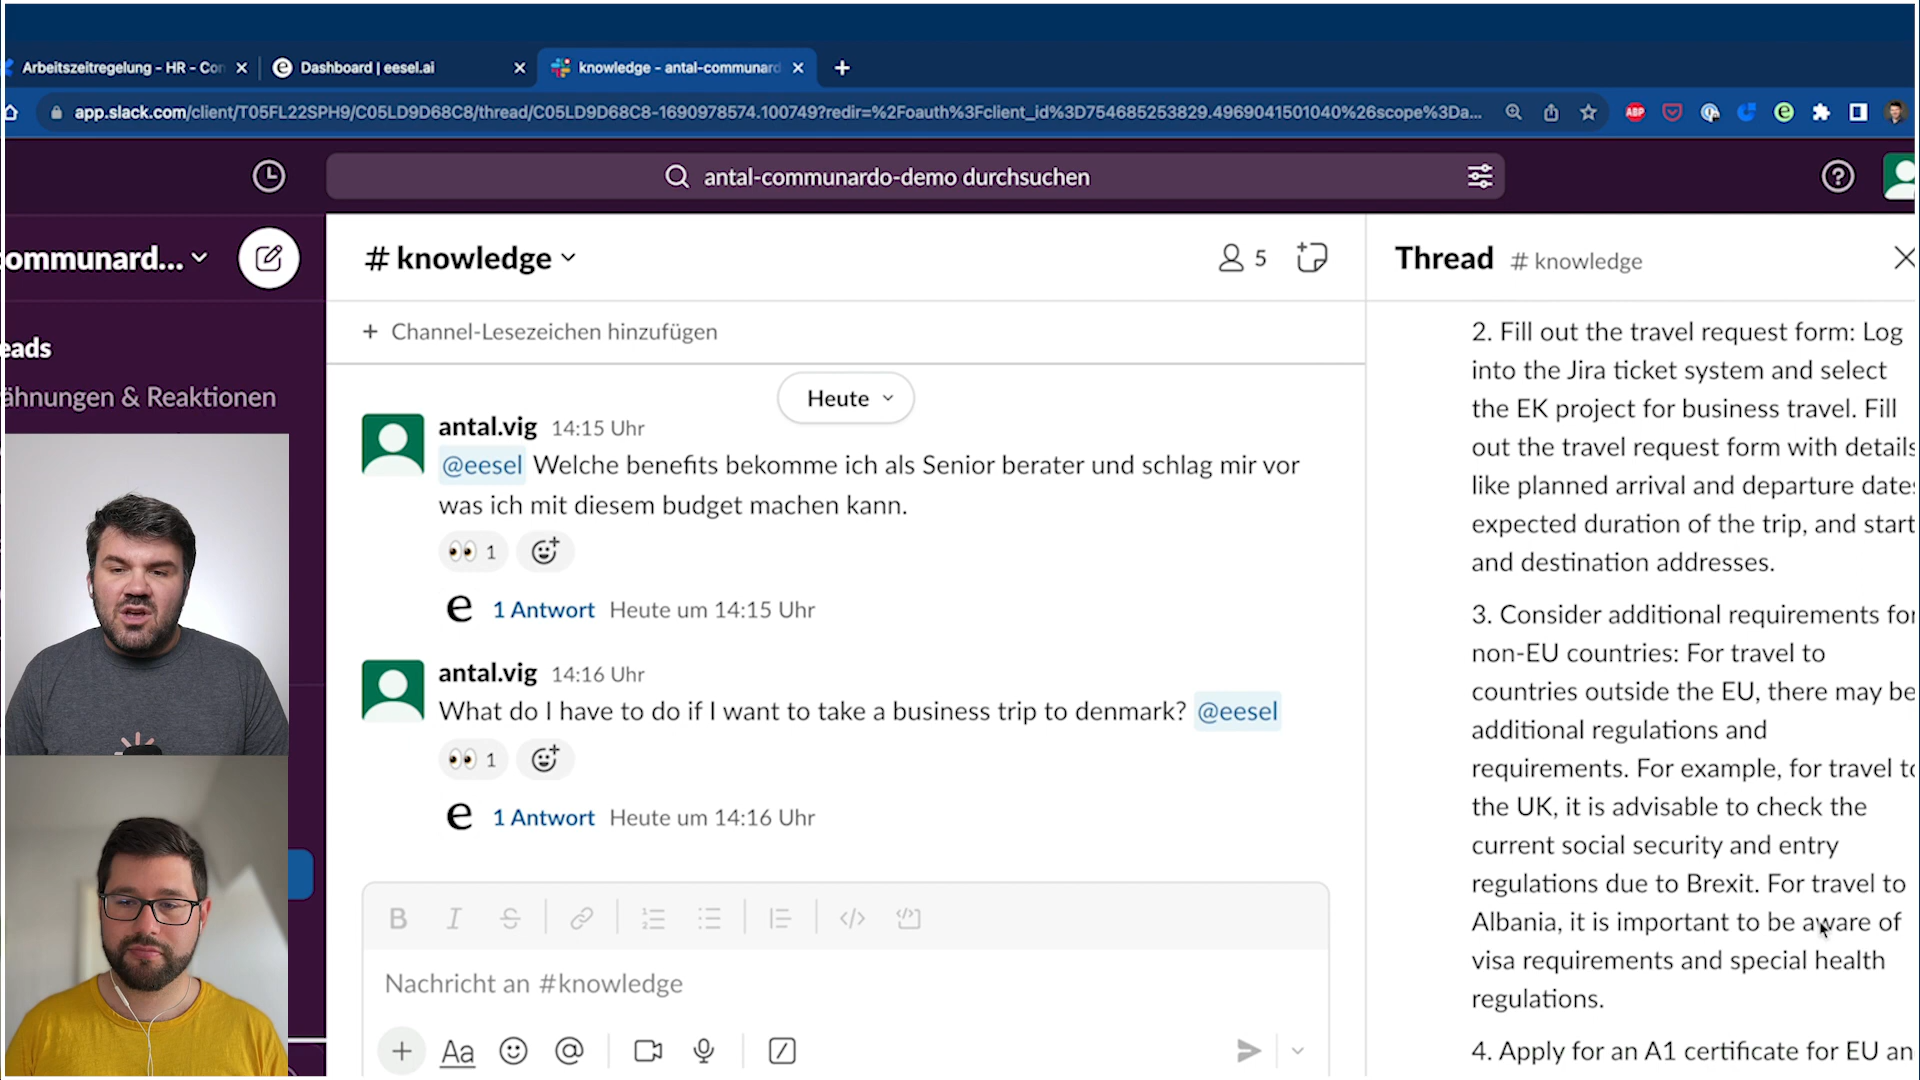 Arbeitszeitregelung - HR - Con
Dashboard | eesel.ai
knowledge - antal-communard
app.slack.com/client/T05FL22SPH9/C05LD9D68C8/thread/C05LD9D68C8-1690978574.100749?redir=%2Foauth%3Fclient_id%3D754685253829.4969041501040%26scope%3Da...
ABP
antal-communardo-demo durchsuchen
ommunard...
# knowledge
5
Thread # knowledge
+ Channel-Lesezeichen hinzufügen
eads
ähnungen & Reaktionen
Heute
antal.vig 14:15 Uhr
@eesel Welche benefits bekomme ich als Senior berater und schlag mir vor
was ich mit diesem budget machen kann.
1
e 1 Antwort Heute um 14:15 Uhr
antal.vig 14:16 Uhr
What do I have to do if I want to take a business trip to denmark? @eesel
1
e 1 Antwort Heute um 14:16 Uhr
Nachricht an #knowledge
Aa
2. Fill out the travel request form: Log
into the Jira ticket system and select
the EK project for business travel. Fill
out the travel request form with details
like planned arrival and departure dates
expected duration of the trip, and start
and destination addresses.
3. Consider additional requirements for
non-EU countries: For travel to
countries outside the EU, there may be
additional regulations and
requirements. For example, for travel to
the UK, it is advisable to check the
current social security and entry
regulations due to Brexit. For travel to
Albania, it is important to be aware of
visa requirements and special health
regulations.
4. Apply for an A1 certificate for EU an